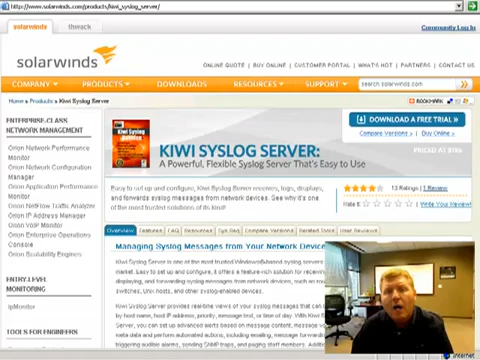 http://www.solarwinds.com/products/kiwi_syslog_server/
solarwinds thwack
Community Log In
solarwinds
ONLINE QUOTE | BUY ONLINE | CUSTOMER PORTAL | WHAT'S HOT | PARTNERS | CONTACT US
COMPANY PRODUCTS DOWNLOADS RESOURCES SUPPORT search solarwinds.com
Home » Products » Kiwi Syslog Server
BOOKMARK
ENTERPRISE-CLASS
NETWORK MANAGEMENT
Orion Network Performance
Monitor
Orion Network Configuration
Manager
Orion Application Performance
Monitor
Orion NetFlow Traffic Analyzer
Orion IP Address Manager
Orion VoIP Monitor
Orion Enterprise Operations
Console
Orion Scalability Engines
ENTRY-LEVEL
MONITORING
ipMonitor
TOOLS FOR ENGINEERS
DOWNLOAD A FREE TRIAL »
Compare Versions » | Buy Online »
KIWI SYSLOG SERVER:
A Powerful, Flexible Syslog Server That's Easy to Use
Easy to set up and configure, Kiwi Syslog Server receives, logs, displays,
and forwards syslog messages from network devices. See why it's one
of the most trusted solutions of its kind!
13 Ratings | 1 Review
Rate it: Write Your Review!
Overview Features FAQ Resources Sys Req Compare Versions Related Tools User Reviews
Managing Syslog Messages from Your Network Device
Kiwi Syslog Server is one of the most trusted Windows-based syslog servers
market. Easy to set up and configure, it offers a feature-rich solution for receiving,
and displaying, and forwarding syslog messages from network devices, such as
switches, Unix hosts, and other syslog-enabled devices.
Kiwi Syslog Server provides real-time views of your syslog messages that can
by host name, host IP address, priority, message text, or time of day. With Kiwi
Server, you can set up advanced alerts based on message content, message
meta data and perform automated actions, including emailing, message forwarding
triggering audible alarms, sending SNMP traps, and paging staff members.
Internet